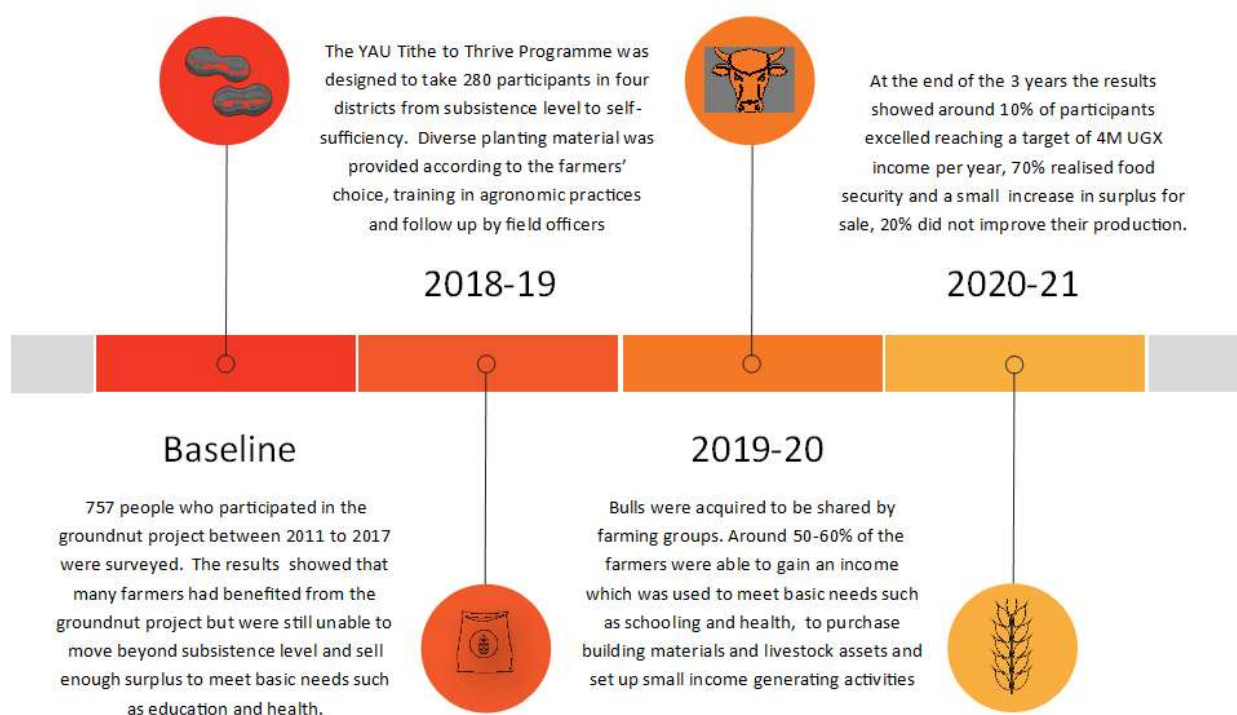 Baseline
757 people who participated in the
groundnut project between 2011 to 2017
were surveyed. The results showed that
many farmers had benefited from the
groundnut project but were still unable to
move beyond subsistence level and sell
enough surplus to meet basic needs such
as education and health.
The YAU Tithe to Thrive Programme was
designed to take 280 participants in four
districts from subsistence level to self-
sufficiency. Diverse planting material was
provided according to the farmers'
choice, training in agronomic practices
and follow up by field officers
2018-19
2019-20
Bulls were acquired to be shared by
farming groups. Around 50-60% of the
farmers were able to gain an income
which was used to meet basic needs such
as schooling and health, to purchase
building materials and livestock assets and
set up small income generating activities
At the end of the 3 years the results
showed around 10% of participants
excelled reaching a target of 4M UGX
income per year, 70% realised food
security and a small increase in surplus for
sale, 20% did not improve their production.
2020-21